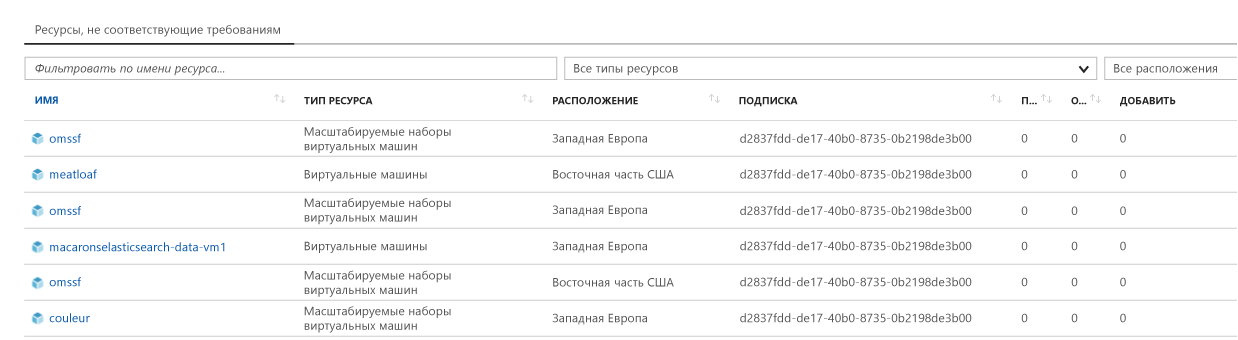 Ресурсы, не соответствующие требованиям
Фильтровать по имени ресурса... Все типы ресурсов Все расположения
ИМЯ ТИП РЕСУРСА РАСПОЛОЖЕНИЕ ПОДПИСКА П... О... ДОБАВИТЬ
omssf Масштабируемые наборы виртуальных машин Западная Европа d2837fdd-de17-40b0-8735-0b2198de3b00 0 0 0
meatloaf Виртуальные машины Восточная часть США d2837fdd-de17-40b0-8735-0b2198de3b00 0 0 0
omssf Масштабируемые наборы виртуальных машин Западная Европа d2837fdd-de17-40b0-8735-0b2198de3b00 0 0 0
macaronselasticsearch-data-vm1 Виртуальные машины Западная Европа d2837fdd-de17-40b0-8735-0b2198de3b00 0 0 0
omssf Масштабируемые наборы виртуальных машин Восточная часть США d2837fdd-de17-40b0-8735-0b2198de3b00 0 0 0
couleur Масштабируемые наборы виртуальных машин Западная Европа d2837fdd-de17-40b0-8735-0b2198de3b00 0 0 0